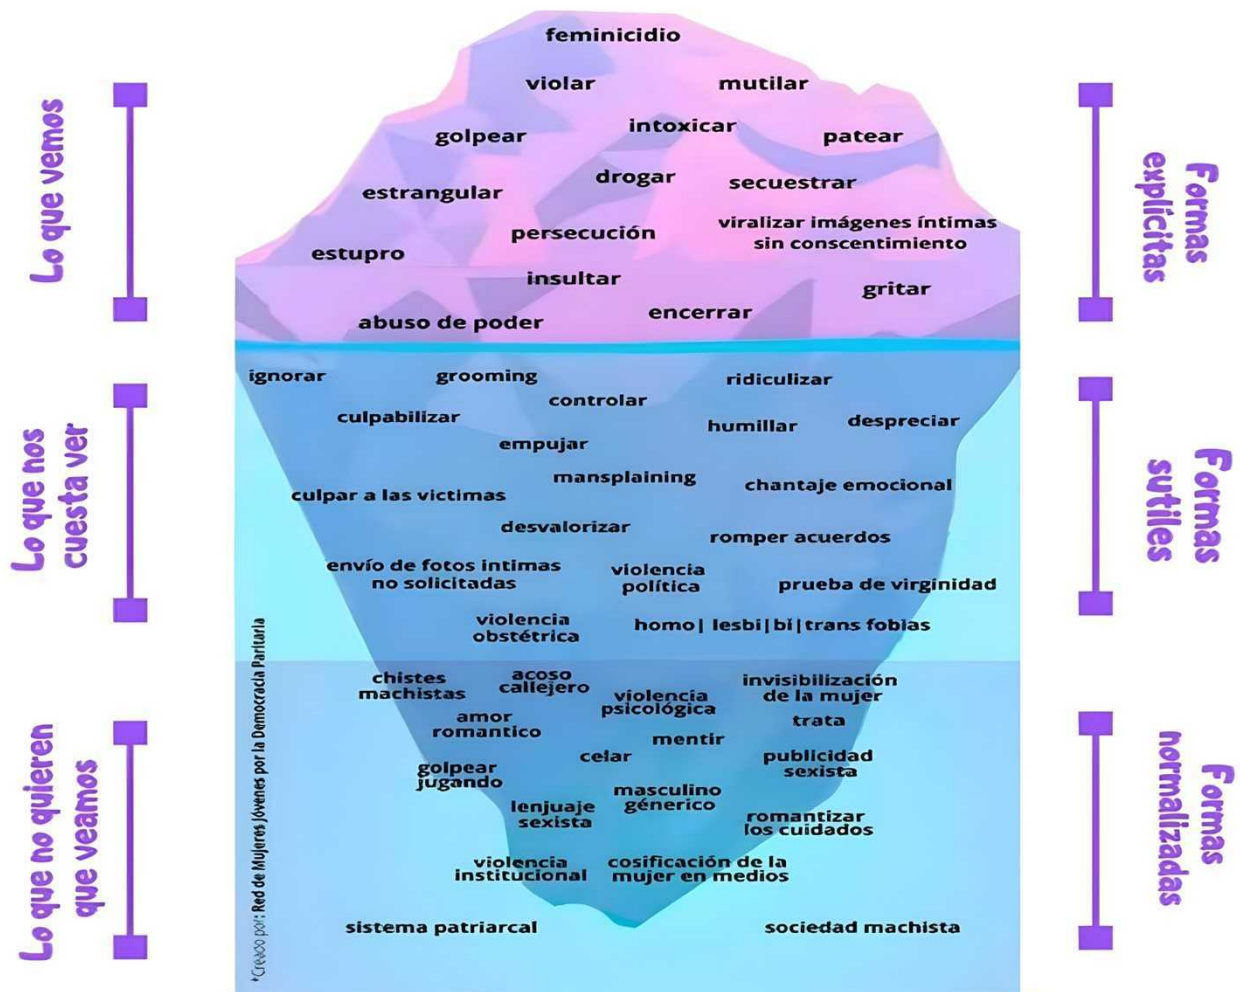 feminicidio
violar
mutilar
golpear
intoxicar
patear
estrangular
drogar
secuestrar
estupro
persecución
viralizar imágenes íntimas
sin conscentimiento
insultar
gritar
abuso de poder
encerrar
Lo que vemos
Formas
explícitas
ignorar
grooming
ridiculizar
controlar
culpabilizar
humillar
despreciar
empujar
mansplaining
chantaje emocional
culpar a las victimas
desvalorizar
romper acuerdos
envío de fotos intimas
no solicitadas
violencia
política
prueba de virginidad
violencia
obstétrica
homo| lesbi|bi|trans fobias
Lo que nos
cuesta ver
Formas
sutiles
chistes
machistas
acoso
callejero
violencia
psicológica
invisibilización
de la mujer
amor
romantico
trata
mentir
celar
publicidad
sexista
golpear
jugando
masculino
génerico
lenjuaje
sexista
romantizar
los cuidados
violencia
institucional
cosificación de la
mujer en medios
sistema patriarcal
sociedad machista
Lo que no quieren
que veamos
Formas
normalizadas
*Creado por: Red de Mujeres Jóvenes por la Democracia Paritaria